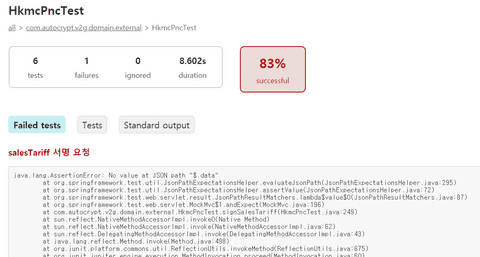 HkmcPncTest
all > com.autocrypt.v2g.domain.external > HkmcPncTest
6 1 0 8.602s
tests failures ignored duration
83%
successful
Failed tests Tests Standard output
salesTariff 서명 요청
java.lang.AssertionError: No value at JSON path "$.data"
at org.springframework.test.util.JsonPathExpectationsHelper.evaluateJsonPath(JsonPathExpectationsHelper.java:295)
at org.springframework.test.util.JsonPathExpectationsHelper.assertValue(JsonPathExpectationsHelper.java:72)
at org.springframework.test.web.servlet.result.JsonPathResultMatchers.lambda$value$0(JsonPathResultMatchers.java:87)
at org.springframework.test.web.servlet.MockMvc$1.andExpect(MockMvc.java:196)
at com.autocrypt.v2g.domain.external.HkmcPncTest.signSalesTariff(HkmcPncTest.java:249)
at sun.reflect.NativeMethodAccessorImpl.invoke0(Native Method)
at sun.reflect.NativeMethodAccessorImpl.invoke(NativeMethodAccessorImpl.java:62)
at sun.reflect.DelegatingMethodAccessorImpl.invoke(DelegatingMethodAccessorImpl.java:43)
at java.lang.reflect.Method.invoke(Method.java:498)
at org.junit.platform.commons.util.ReflectionUtils.invokeMethod(ReflectionUtils.java:675)
at org.junit.jupiter.engine.execution.MethodInvocation.proceed(MethodInvocation.java:60)